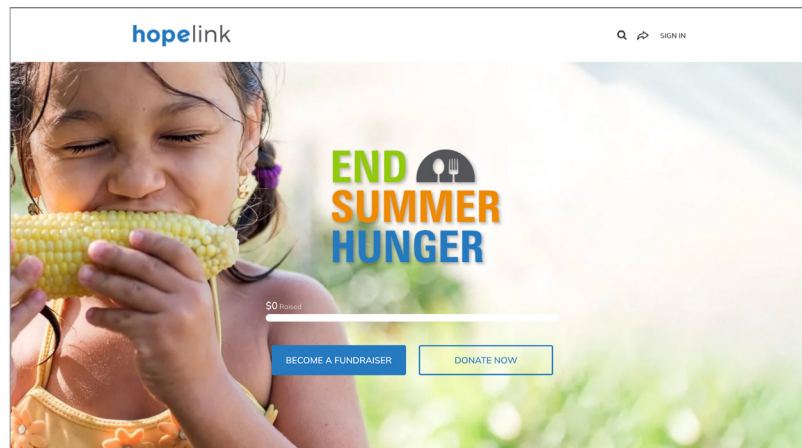 hopelink
SIGN IN
END
SUMMER
HUNGER
$0 Raised
BECOME A FUNDRAISER
DONATE NOW